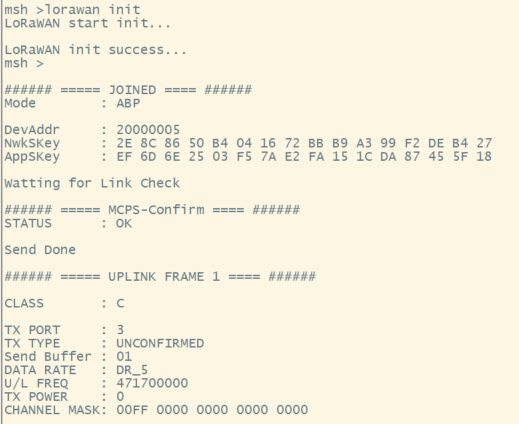 msh >lorawan init
LoRaWAN start init...
LoRaWAN init success...
msh >
###### ===== JOINED ==== ######
Mode : ABP
DevAddr : 20000005
NwkSKey : 2E 8C 86 50 B4 04 16 72 BB B9 A3 99 F2 DE B4 27
AppSKey : EF 6D 6E 25 03 F5 7A E2 FA 15 1C DA 87 45 5F 18
Watting for Link Check
###### ===== MCPS-Confirm ==== ######
STATUS : OK
Send Done
###### ===== UPLINK FRAME 1 ==== ######
CLASS : C
TX PORT : 3
TX TYPE : UNCONFIRMED
Send Buffer : 01
DATA RATE : DR_5
U/L FREQ : 471700000
TX POWER : 0
CHANNEL MASK: 00FF 0000 0000 0000 0000